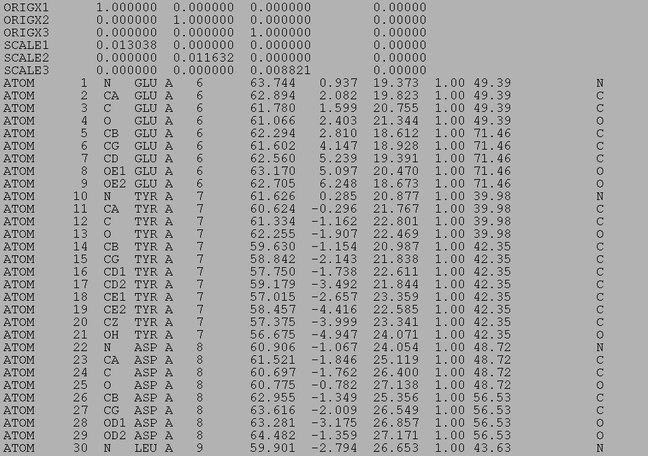 ORIGX1 1.000000 0.000000 0.000000 0.00000
ORIGX2 0.000000 1.000000 0.000000 0.00000
ORIGX3 0.000000 0.000000 1.000000 0.00000
SCALE1 0.013038 0.000000 0.000000 0.00000
SCALE2 0.000000 0.011632 0.000000 0.00000
SCALE3 0.000000 0.000000 0.008821 0.00000
ATOM 1 N GLU A 6 63.744 0.937 19.373 1.00 49.39 N
ATOM 2 CA GLU A 6 62.894 2.082 19.823 1.00 49.39 C
ATOM 3 C GLU A 6 61.780 1.599 20.755 1.00 49.39 C
ATOM 4 O GLU A 6 61.066 2.403 21.344 1.00 49.39 O
ATOM 5 CB GLU A 6 62.294 2.810 18.612 1.00 71.46 C
ATOM 6 CG GLU A 6 61.602 4.147 18.928 1.00 71.46 C
ATOM 7 CD GLU A 6 62.560 5.239 19.391 1.00 71.46 C
ATOM 8 OE1 GLU A 6 63.170 5.097 20.470 1.00 71.46 O
ATOM 9 OE2 GLU A 6 62.705 6.248 18.673 1.00 71.46 O
ATOM 10 N TYR A 7 61.626 0.285 20.877 1.00 39.98 N
ATOM 11 CA TYR A 7 60.624 -0.296 21.767 1.00 39.98 C
ATOM 12 C TYR A 7 61.334 -1.162 22.801 1.00 39.98 C
ATOM 13 O TYR A 7 62.255 -1.907 22.469 1.00 39.98 O
ATOM 14 CB TYR A 7 59.630 -1.154 20.987 1.00 42.35 C
ATOM 15 CG TYR A 7 58.842 -2.143 21.838 1.00 42.35 C
ATOM 16 CD1 TYR A 7 57.750 -1.738 22.611 1.00 42.35 C
ATOM 17 CD2 TYR A 7 59.179 -3.492 21.844 1.00 42.35 C
ATOM 18 CE1 TYR A 7 57.015 -2.657 23.359 1.00 42.35 C
ATOM 19 CE2 TYR A 7 58.457 -4.416 22.585 1.00 42.35 C
ATOM 20 CZ TYR A 7 57.375 -3.999 23.341 1.00 42.35 C
ATOM 21 OH TYR A 7 56.675 -4.947 24.071 1.00 42.35 O
ATOM 22 N ASP A 8 60.906 -1.067 24.054 1.00 48.72 N
ATOM 23 CA ASP A 8 61.521 -1.846 25.119 1.00 48.72 C
ATOM 24 C ASP A 8 60.697 -1.762 26.400 1.00 48.72 C
ATOM 25 O ASP A 8 60.775 -0.782 27.138 1.00 48.72 O
ATOM 26 CB ASP A 8 62.955 -1.349 25.356 1.00 56.53 C
ATOM 27 CG ASP A 8 63.616 -2.009 26.549 1.00 56.53 C
ATOM 28 OD1 ASP A 8 63.281 -3.175 26.857 1.00 56.53 O
ATOM 29 OD2 ASP A 8 64.482 -1.359 27.171 1.00 56.53 O
ATOM 30 N LEU A 9 59.901 -2.794 26.653 1.00 43.63 N